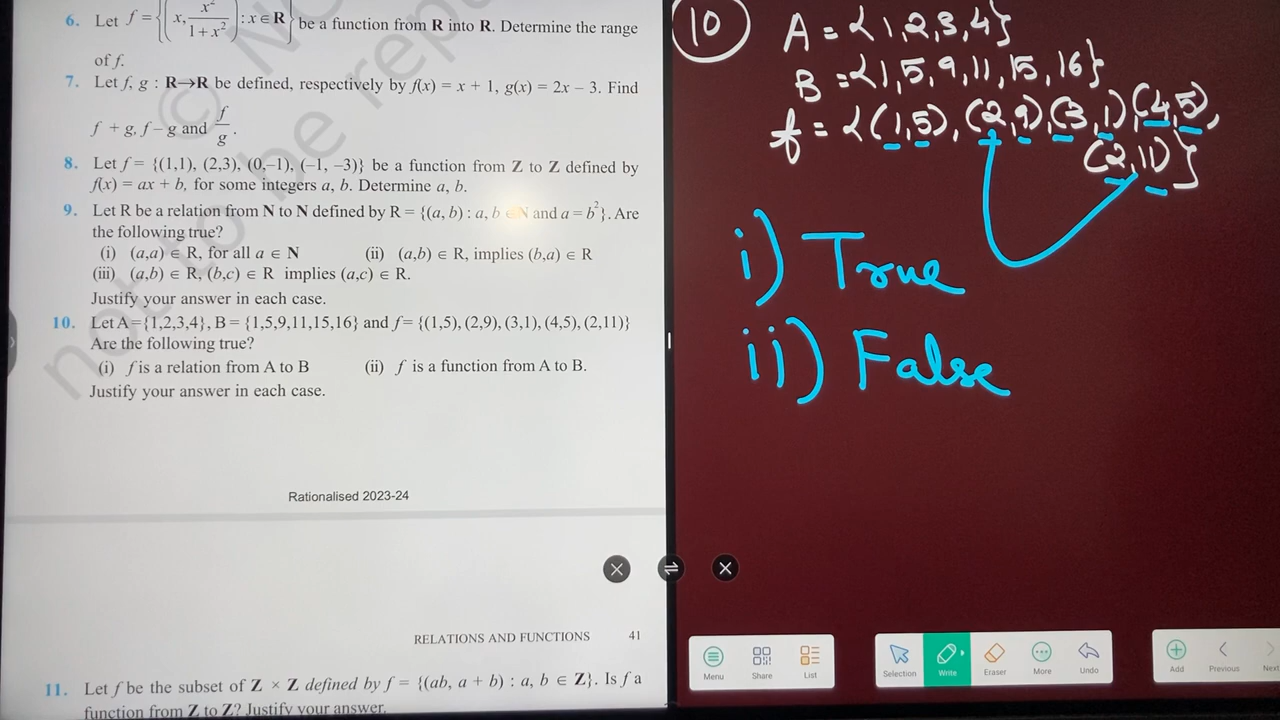 6. Let f = {(x, x²/(1+x²)) : x ∈ R} be a function from R into R. Determine the range
of f.
7. Let f, g : R→R be defined, respectively by f(x) = x + 1, g(x) = 2x – 3. Find
f + g, f – g and f/g.
8. Let f = {(1,1), (2,3), (0,–1), (–1, –3)} be a function from Z to Z defined by
f(x) = ax + b, for some integers a, b. Determine a, b.
9. Let R be a relation from N to N defined by R = {(a, b) : a, b ∈ N and a = b²}. Are
the following true?
(i) (a,a) ∈ R, for all a ∈ N (ii) (a,b) ∈ R, implies (b,a) ∈ R
(iii) (a,b) ∈ R, (b,c) ∈ R implies (a,c) ∈ R.
Justify your answer in each case.
10. Let A={1,2,3,4}, B = {1,5,9,11,15,16} and f = {(1,5), (2,9), (3,1), (4,5), (2,11)}
Are the following true?
(i) f is a relation from A to B (ii) f is a function from A to B.
Justify your answer in each case.
Rationalised 2023-24
RELATIONS AND FUNCTIONS 41
11. Let f be the subset of Z × Z defined by f = {(ab, a + b) : a, b ∈ Z}. Is f a
function from Z to Z? Justify your answer.
not to be rep
10 A = {1,2,3,4}
B = {1,5,9,11,15,16}
f = {(1,5), (2,9), (3,1), (4,5),
(2,11)}
i) True
ii) False
Menu Share List Selection Write Eraser More Undo Add Previous Next